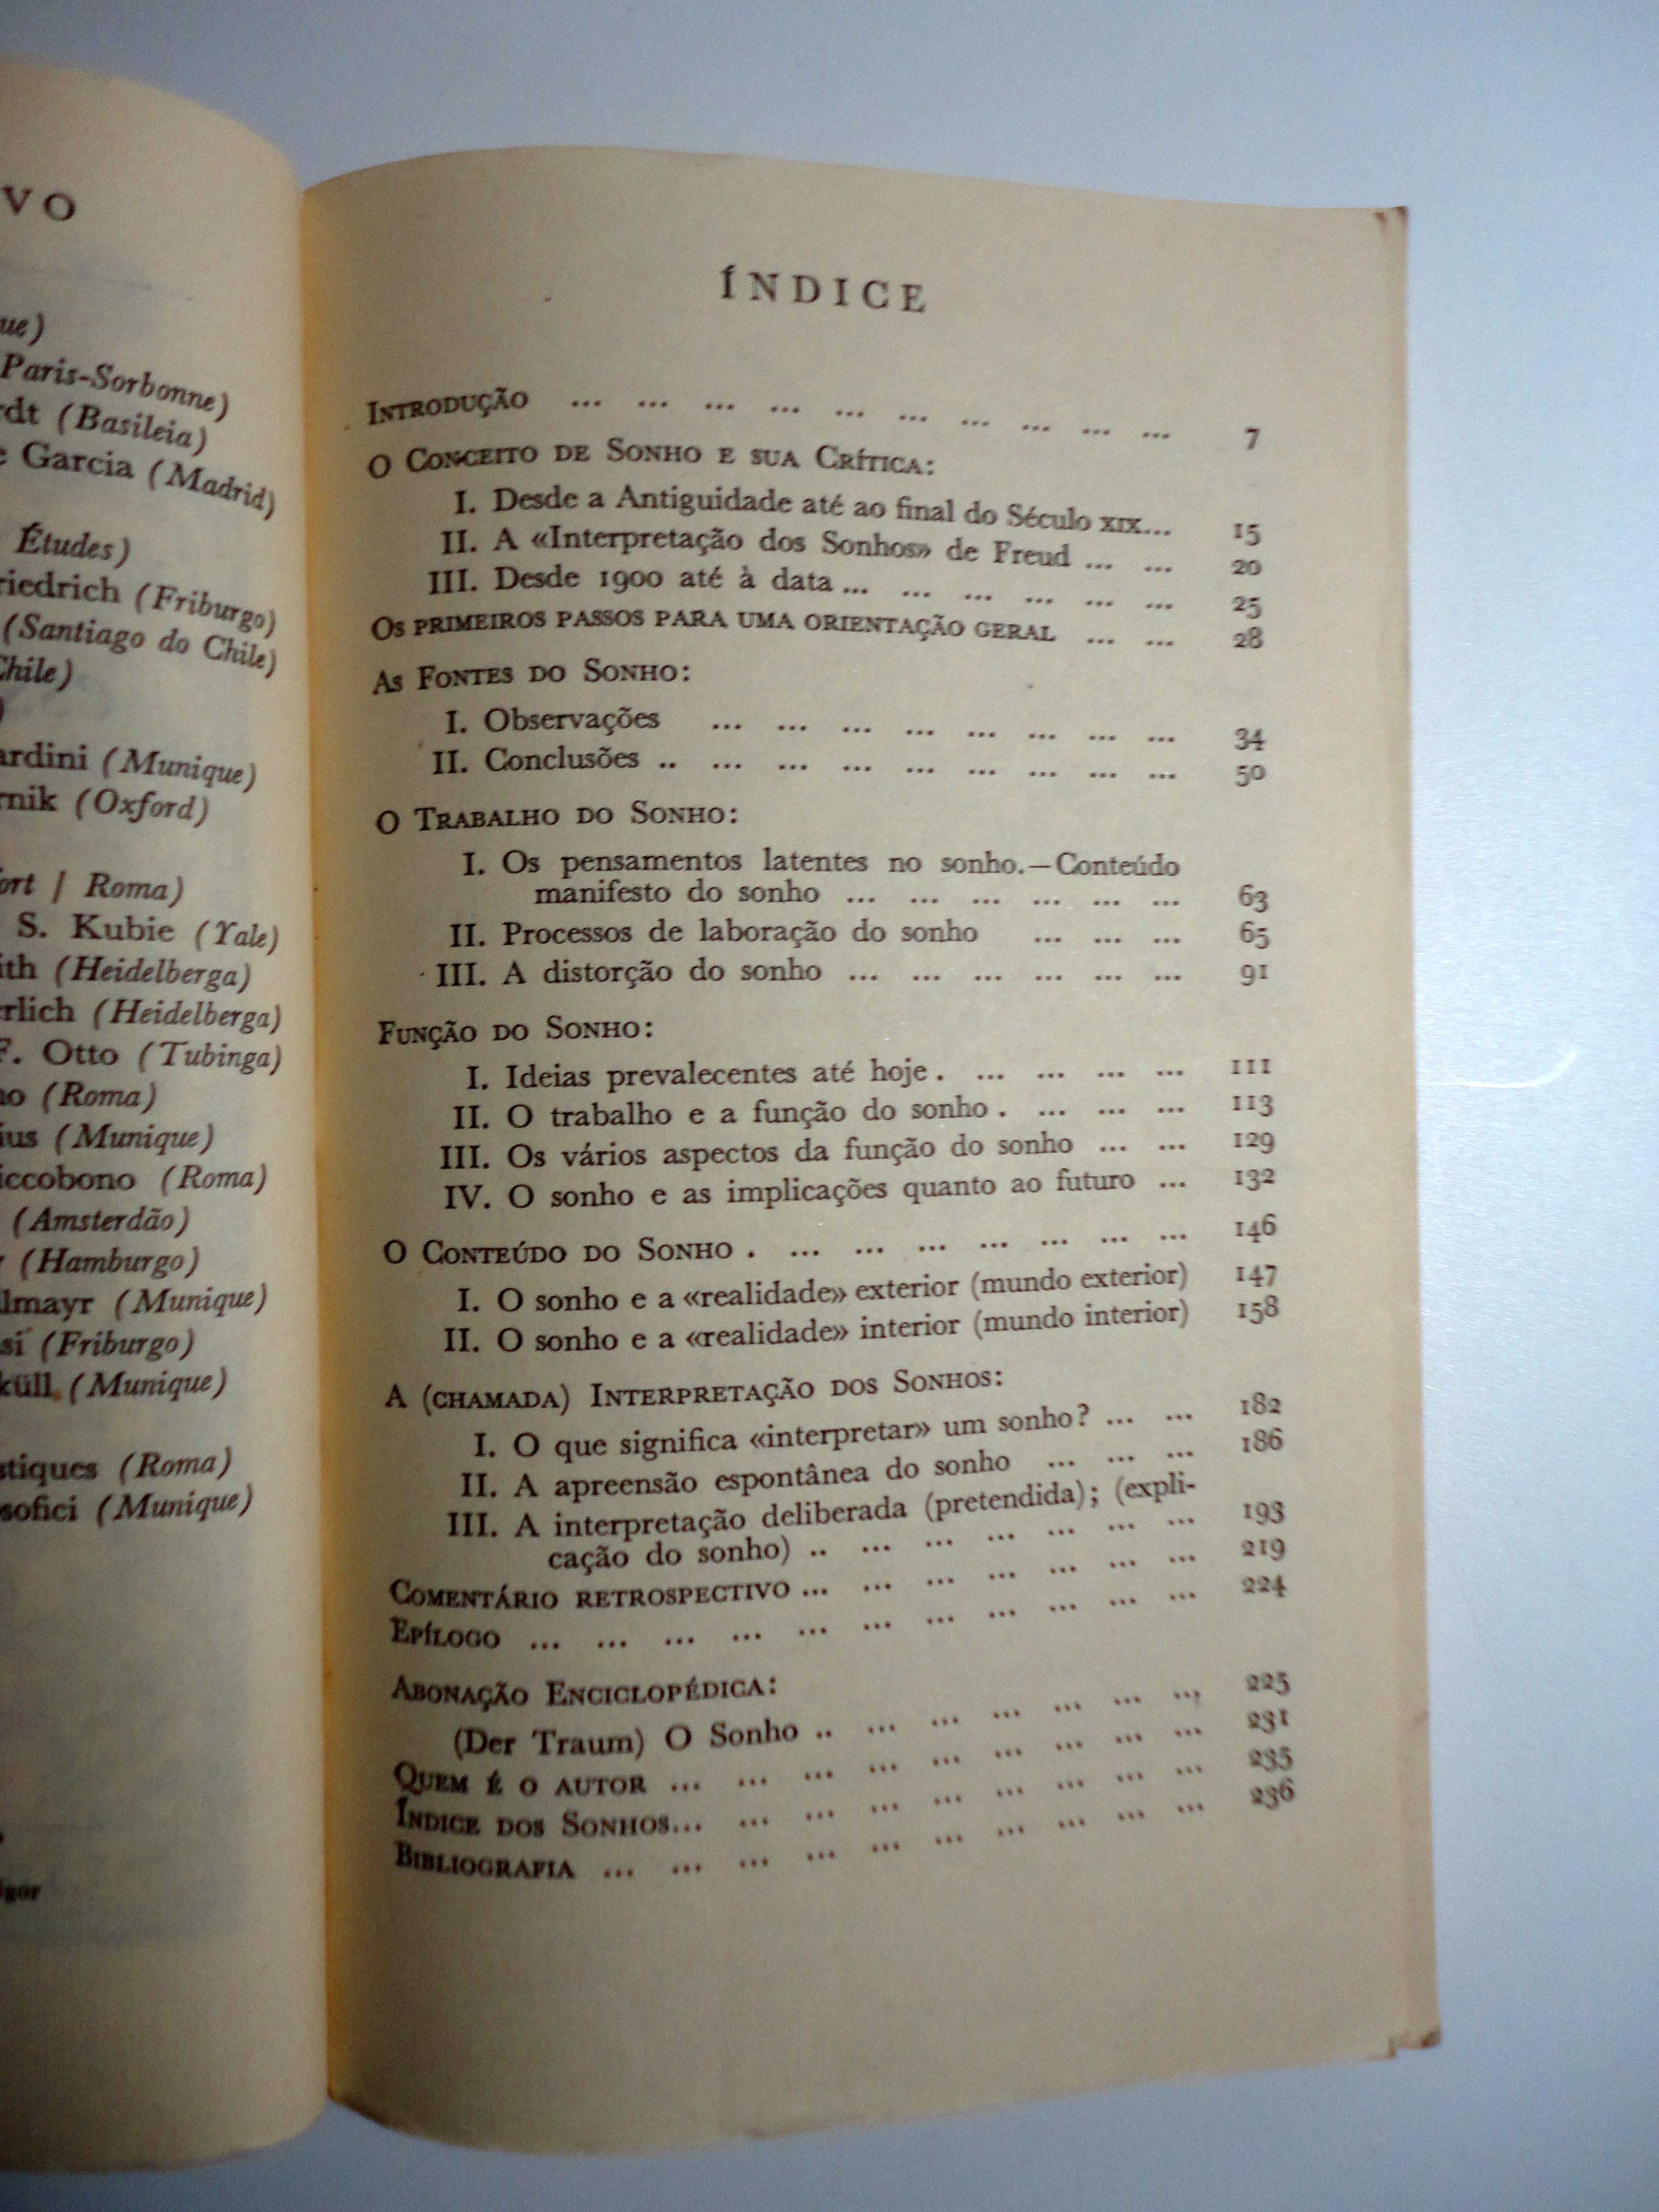 VO
ue)
Paris-Sorbonne)
rdt (Basileia)
e Garcia (Madrid)
Études)
riedrich (Friburgo)
(Santiago do Chile)
Chile)
)
ardini (Munique)
rnik (Oxford)
fort | Roma)
S. Kubie (Yale)
ith (Heidelberga)
rlich (Heidelberga)
F. Otto (Tubinga)
no (Roma)
ius (Munique)
iccobono (Roma)
(Amsterdão)
(Hamburgo)
lmayr (Munique)
si (Friburgo)
küll (Munique)
stiques (Roma)
sofici (Munique)
ÍNDICE
INTRODUÇÃO ... ... ... ... ... ... ... ... ... ... 7
O CONCEITO DE SONHO E SUA CRÍTICA:
I. Desde a Antiguidade até ao final do Século XIX... 15
II. A «Interpretação dos Sonhos» de Freud ... ... 20
III. Desde 1900 até à data ... ... ... ... ... ... 25
OS PRIMEIROS PASSOS PARA UMA ORIENTAÇÃO GERAL ... ... 28
AS FONTES DO SONHO:
I. Observações ... ... ... ... ... ... ... ... 34
II. Conclusões .. ... ... ... ... ... ... ... ... 50
O TRABALHO DO SONHO:
I. Os pensamentos latentes no sonho.—Conteúdo
manifesto do sonho ... ... ... ... ... ... 63
II. Processos de laboração do sonho ... ... ... 65
III. A distorção do sonho ... ... ... ... ... ... 91
FUNÇÃO DO SONHO:
I. Ideias prevalecentes até hoje . ... ... ... ... 111
II. O trabalho e a função do sonho . ... ... ... 113
III. Os vários aspectos da função do sonho ... ... 129
IV. O sonho e as implicações quanto ao futuro ... 132
O CONTEÚDO DO SONHO . ... ... ... ... ... ... ... 146
I. O sonho e a «realidade» exterior (mundo exterior) 147
II. O sonho e a «realidade» interior (mundo interior) 158
A (CHAMADA) INTERPRETAÇÃO DOS SONHOS:
I. O que significa «interpretar» um sonho? ... ... 182
II. A apreensão espontânea do sonho ... ... ... 186
III. A interpretação deliberada (pretendida); (expli-
cação do sonho) .. ... ... ... ... ... ... 193
COMENTÁRIO RETROSPECTIVO ... ... ... ... ... ... ... 219
EPÍLOGO ... ... ... ... ... ... ... ... ... ... ... 224
ABONAÇÃO ENCICLOPÉDICA:
(Der Traum) O Sonho .. ... ... ... ... ... ... 225
QUEM É O AUTOR ... ... ... ... ... ... ... ... ... 231
ÍNDICE DOS SONHOS... ... ... ... ... ... ... ... ... 235
BIBLIOGRAFIA ... ... ... ... ... ... ... ... ... ... 236